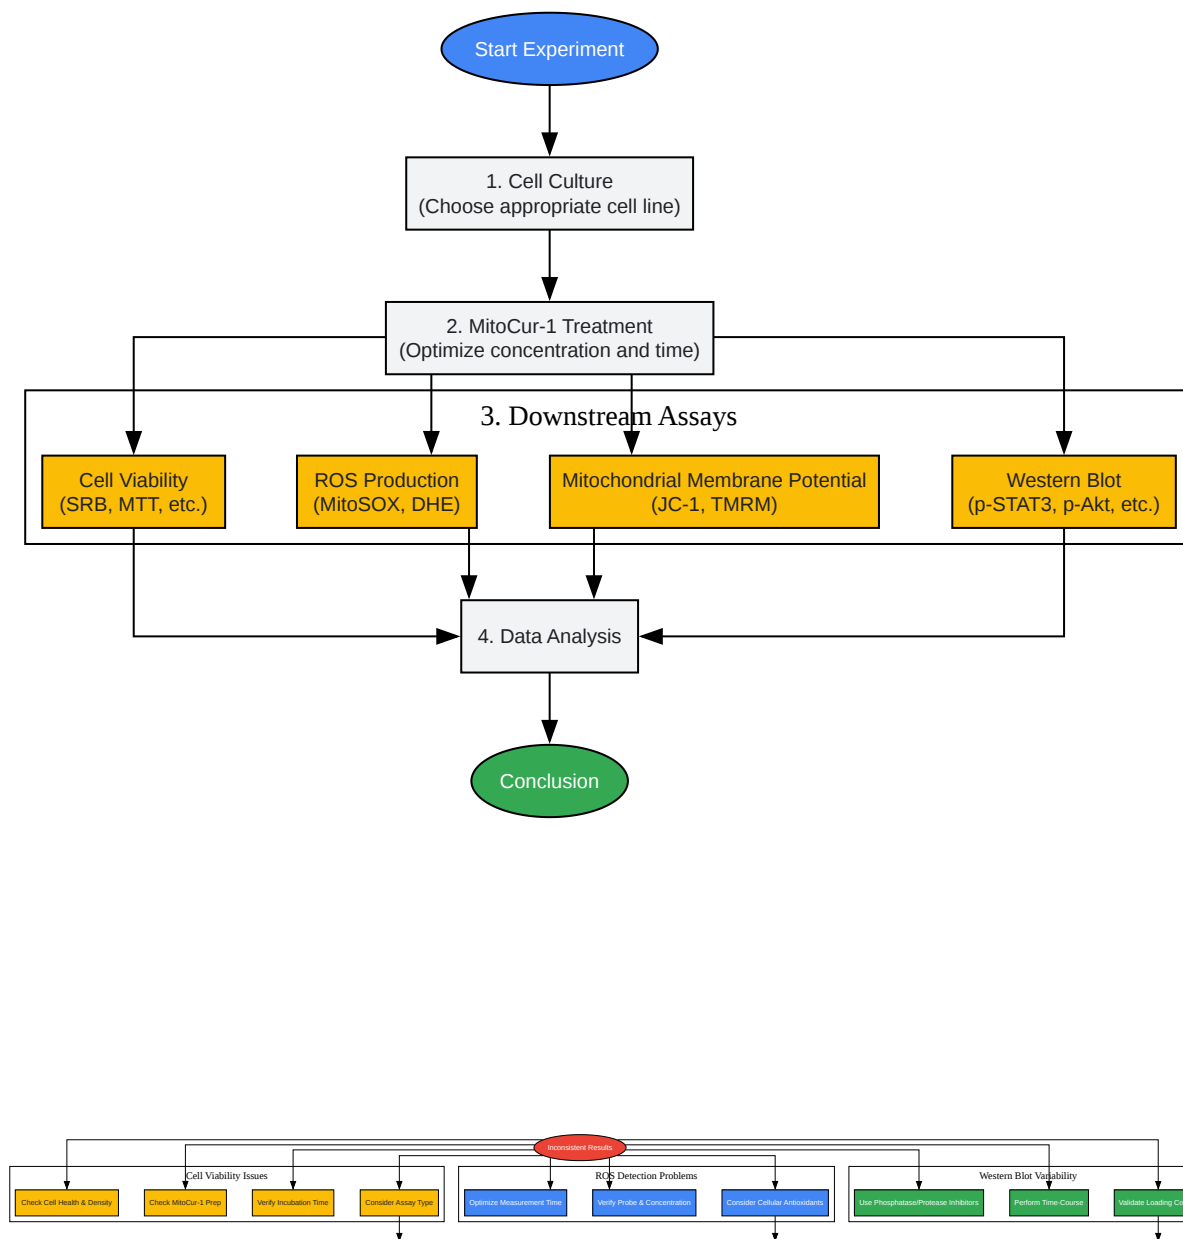 Start Experiment
1. Cell Culture
(Choose appropriate cell line)
2. MitoCur-1 Treatment
(Optimize concentration and time)
3. Downstream Assays
Cell Viability
(SRB, MTT, etc.)
ROS Production
(MitoSOX, DHE)
Mitochondrial Membrane Potential
(JC-1, TMRM)
Western Blot
(p-STAT3, p-Akt, etc.)
4. Data Analysis
Conclusion
Inconsistent Results
Cell Viability Issues
Check Cell Health & Density
Check MitoCur-1 Prep
Verify Incubation Time
Consider Assay Type
ROS Detection Problems
Optimize Measurement Time
Verify Probe & Concentration
Consider Cellular Antioxidants
Western Blot Variability
Use Phosphatase/Protease Inhibitors
Perform Time-Course
Validate Loading